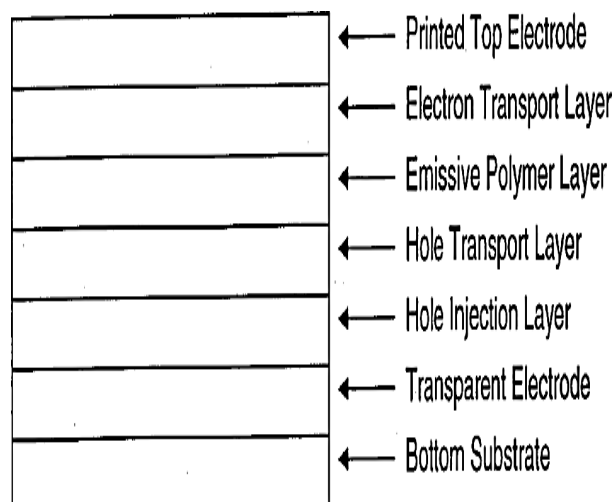 Printed Top Electrode
Electron Transport Layer
Emissive Polymer Layer
Hole Transport Layer
Hole Injection Layer
Transparent Electrode
Bottom Substrate